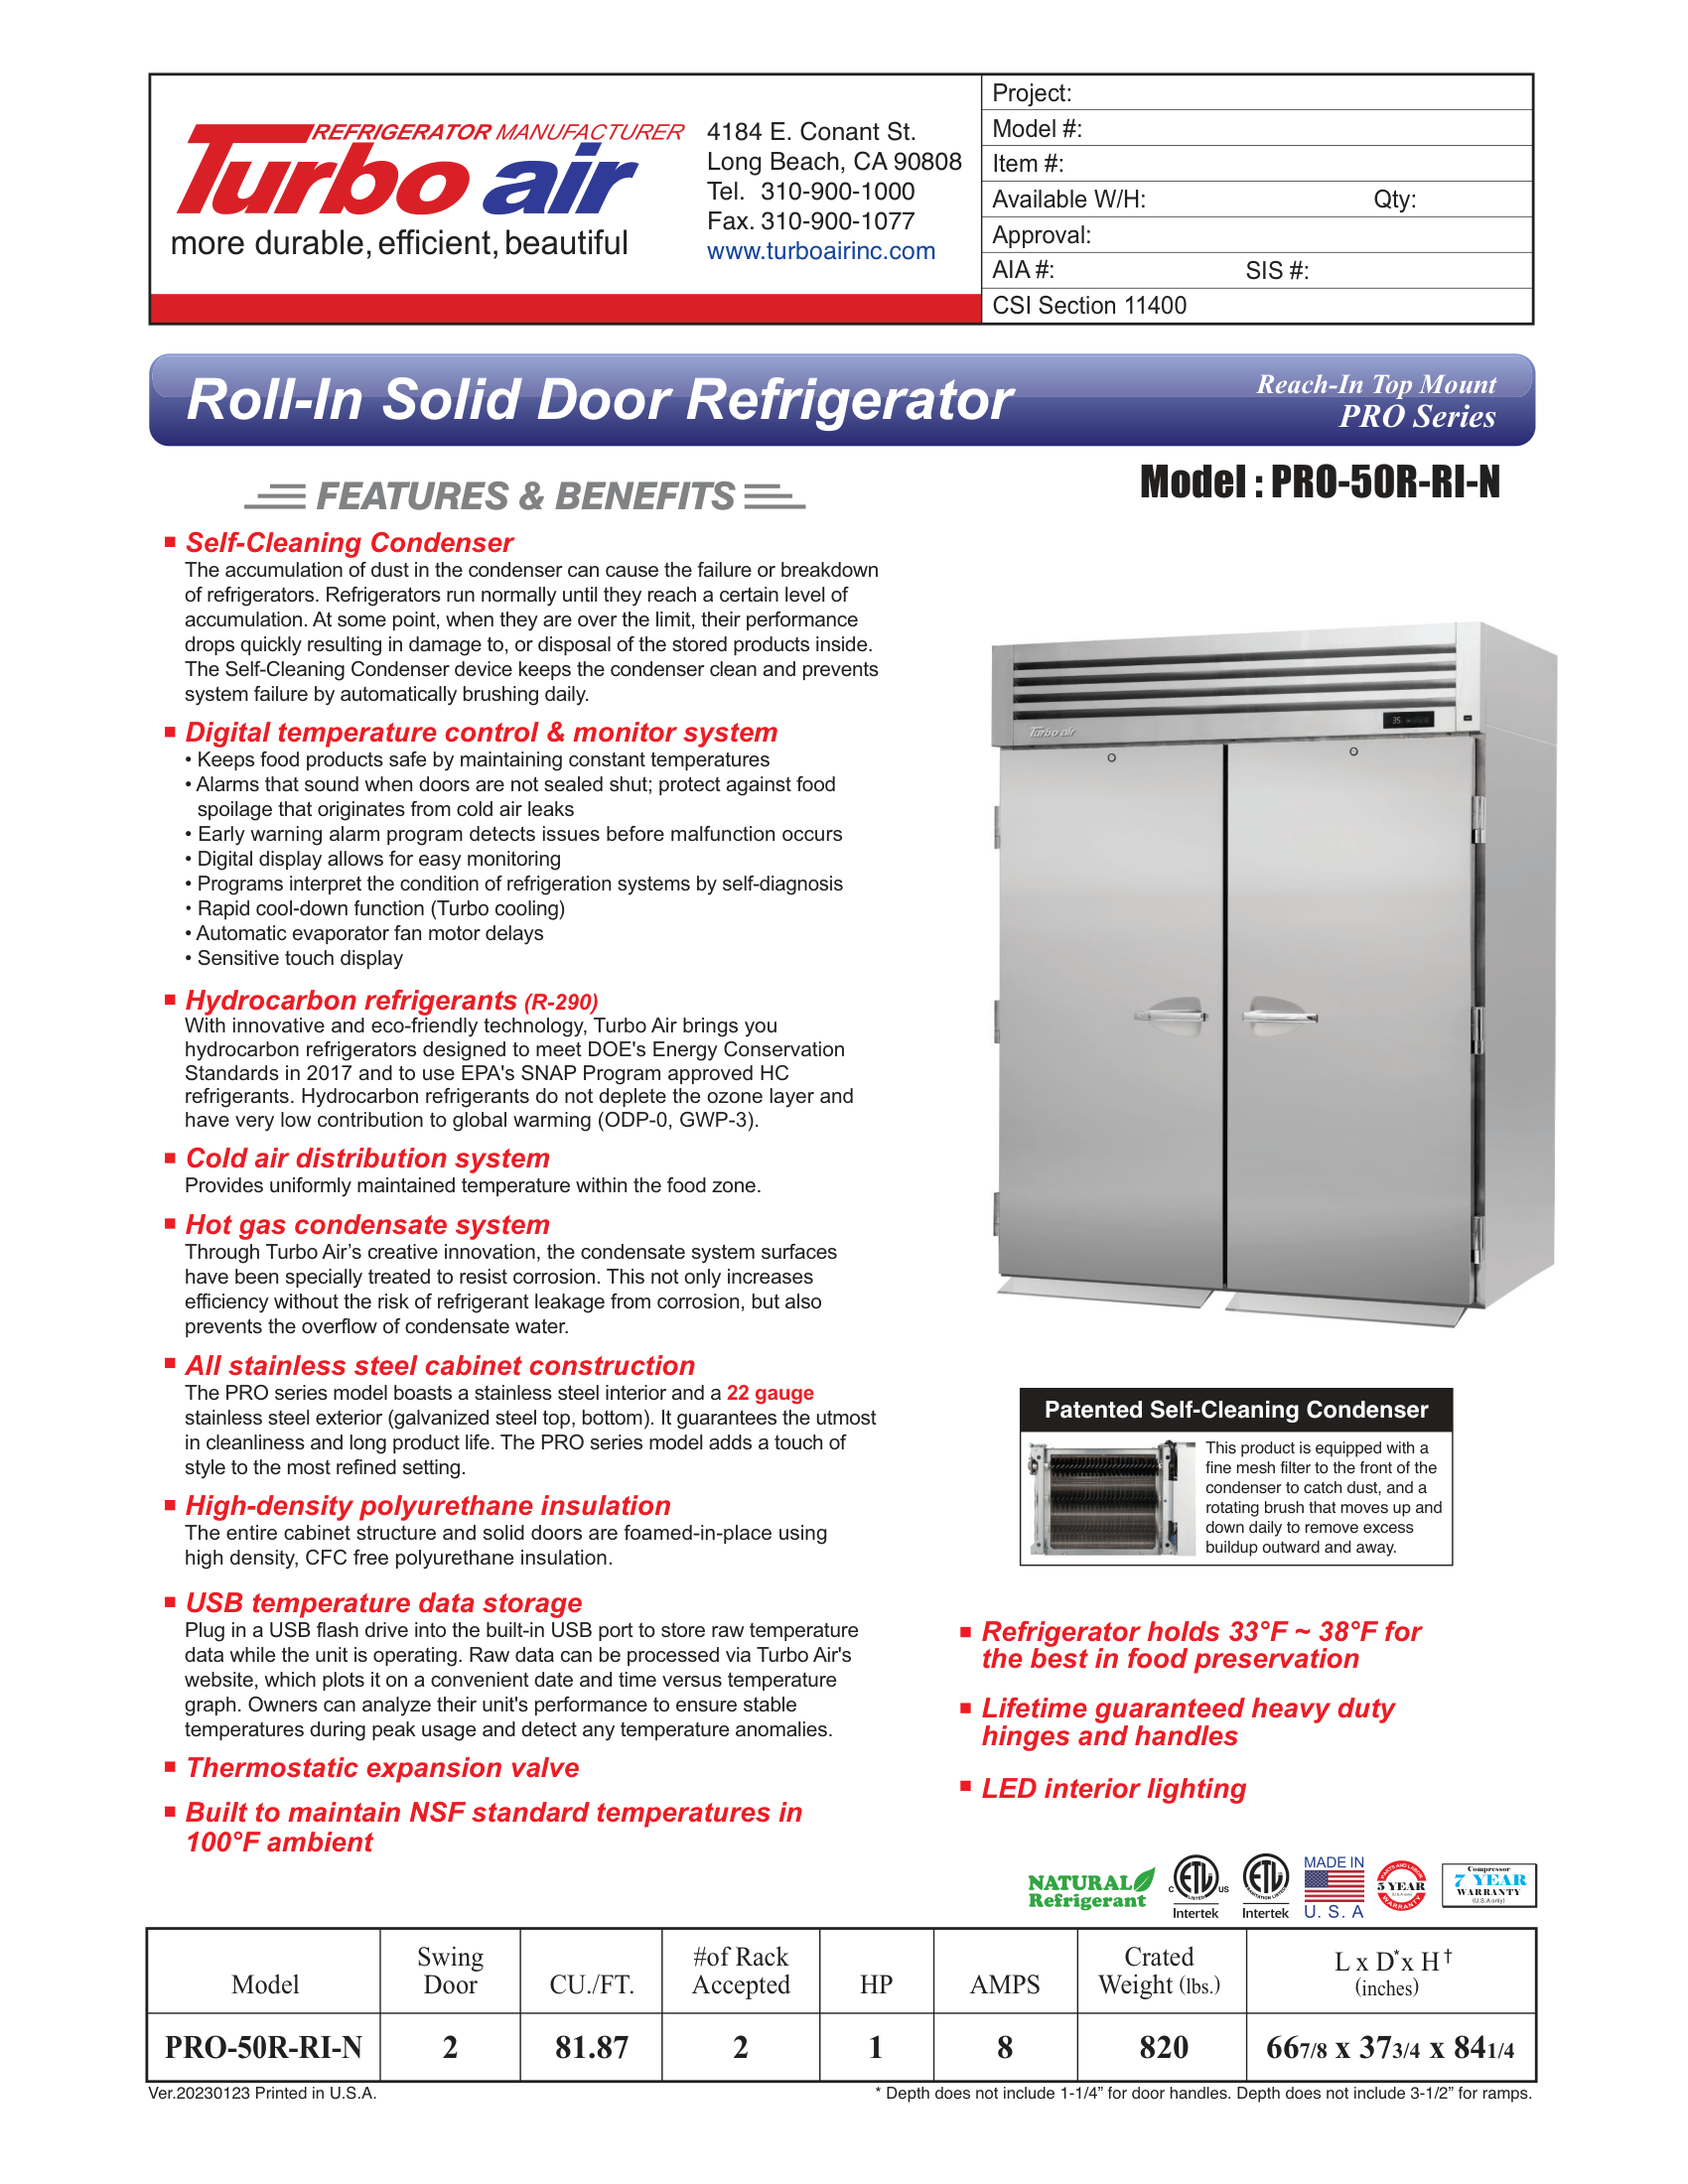 REFRIGERATOR MANUFACTURER
Turbo air
more durable, efficient, beautiful
4184 E. Conant St.
Long Beach, CA 90808
Tel. 310-900-1000
Fax. 310-900-1077
www.turboairinc.com
Project:
Model #:
Item #:
Available W/H: Qty:
Approval:
AIA #: SIS #:
CSI Section 11400
Roll-In Solid Door Refrigerator
Reach-In Top Mount
PRO Series
Model : PRO-50R-RI-N
FEATURES & BENEFITS
■ Self-Cleaning Condenser
The accumulation of dust in the condenser can cause the failure or breakdown
of refrigerators. Refrigerators run normally until they reach a certain level of
accumulation. At some point, when they are over the limit, their performance
drops quickly resulting in damage to, or disposal of the stored products inside.
The Self-Cleaning Condenser device keeps the condenser clean and prevents
system failure by automatically brushing daily.
■ Digital temperature control & monitor system
• Keeps food products safe by maintaining constant temperatures
• Alarms that sound when doors are not sealed shut; protect against food
spoilage that originates from cold air leaks
• Early warning alarm program detects issues before malfunction occurs
• Digital display allows for easy monitoring
• Programs interpret the condition of refrigeration systems by self-diagnosis
• Rapid cool-down function (Turbo cooling)
• Automatic evaporator fan motor delays
• Sensitive touch display
■ Hydrocarbon refrigerants (R-290)
With innovative and eco-friendly technology, Turbo Air brings you
hydrocarbon refrigerators designed to meet DOE's Energy Conservation
Standards in 2017 and to use EPA's SNAP Program approved HC
refrigerants. Hydrocarbon refrigerants do not deplete the ozone layer and
have very low contribution to global warming (ODP-0, GWP-3).
■ Cold air distribution system
Provides uniformly maintained temperature within the food zone.
■ Hot gas condensate system
Through Turbo Air’s creative innovation, the condensate system surfaces
have been specially treated to resist corrosion. This not only increases
efficiency without the risk of refrigerant leakage from corrosion, but also
prevents the overflow of condensate water.
■ All stainless steel cabinet construction
The PRO series model boasts a stainless steel interior and a 22 gauge
stainless steel exterior (galvanized steel top, bottom). It guarantees the utmost
in cleanliness and long product life. The PRO series model adds a touch of
style to the most refined setting.
■ High-density polyurethane insulation
The entire cabinet structure and solid doors are foamed-in-place using
high density, CFC free polyurethane insulation.
■ USB temperature data storage
Plug in a USB flash drive into the built-in USB port to store raw temperature
data while the unit is operating. Raw data can be processed via Turbo Air's
website, which plots it on a convenient date and time versus temperature
graph. Owners can analyze their unit's performance to ensure stable
temperatures during peak usage and detect any temperature anomalies.
■ Thermostatic expansion valve
■ Built to maintain NSF standard temperatures in
100°F ambient
Turbo air
35
Patented Self-Cleaning Condenser
This product is equipped with a
fine mesh filter to the front of the
condenser to catch dust, and a
rotating brush that moves up and
down daily to remove excess
buildup outward and away.
■ Refrigerator holds 33°F ~ 38°F for
the best in food preservation
■ Lifetime guaranteed heavy duty
hinges and handles
■ LED interior lighting
NATURAL
Refrigerant
C ETL US
LISTED
Intertek
ETL
SANITATION LISTED
Intertek
MADE IN
U. S. A
PARTS AND LABOR
5 YEAR
(U.S.A only)
WARRANTY
Compressor
7 YEAR
WARRANTY
(U.S.A only)
Model Swing Door CU./FT. #of Rack Accepted HP AMPS Crated Weight (lbs.) L x D* x H† (inches)
PRO-50R-RI-N 2 81.87 2 1 8 820 667/8 x 373/4 x 841/4
Ver.20230123 Printed in U.S.A.
* Depth does not include 1-1/4” for door handles. Depth does not include 3-1/2” for ramps.